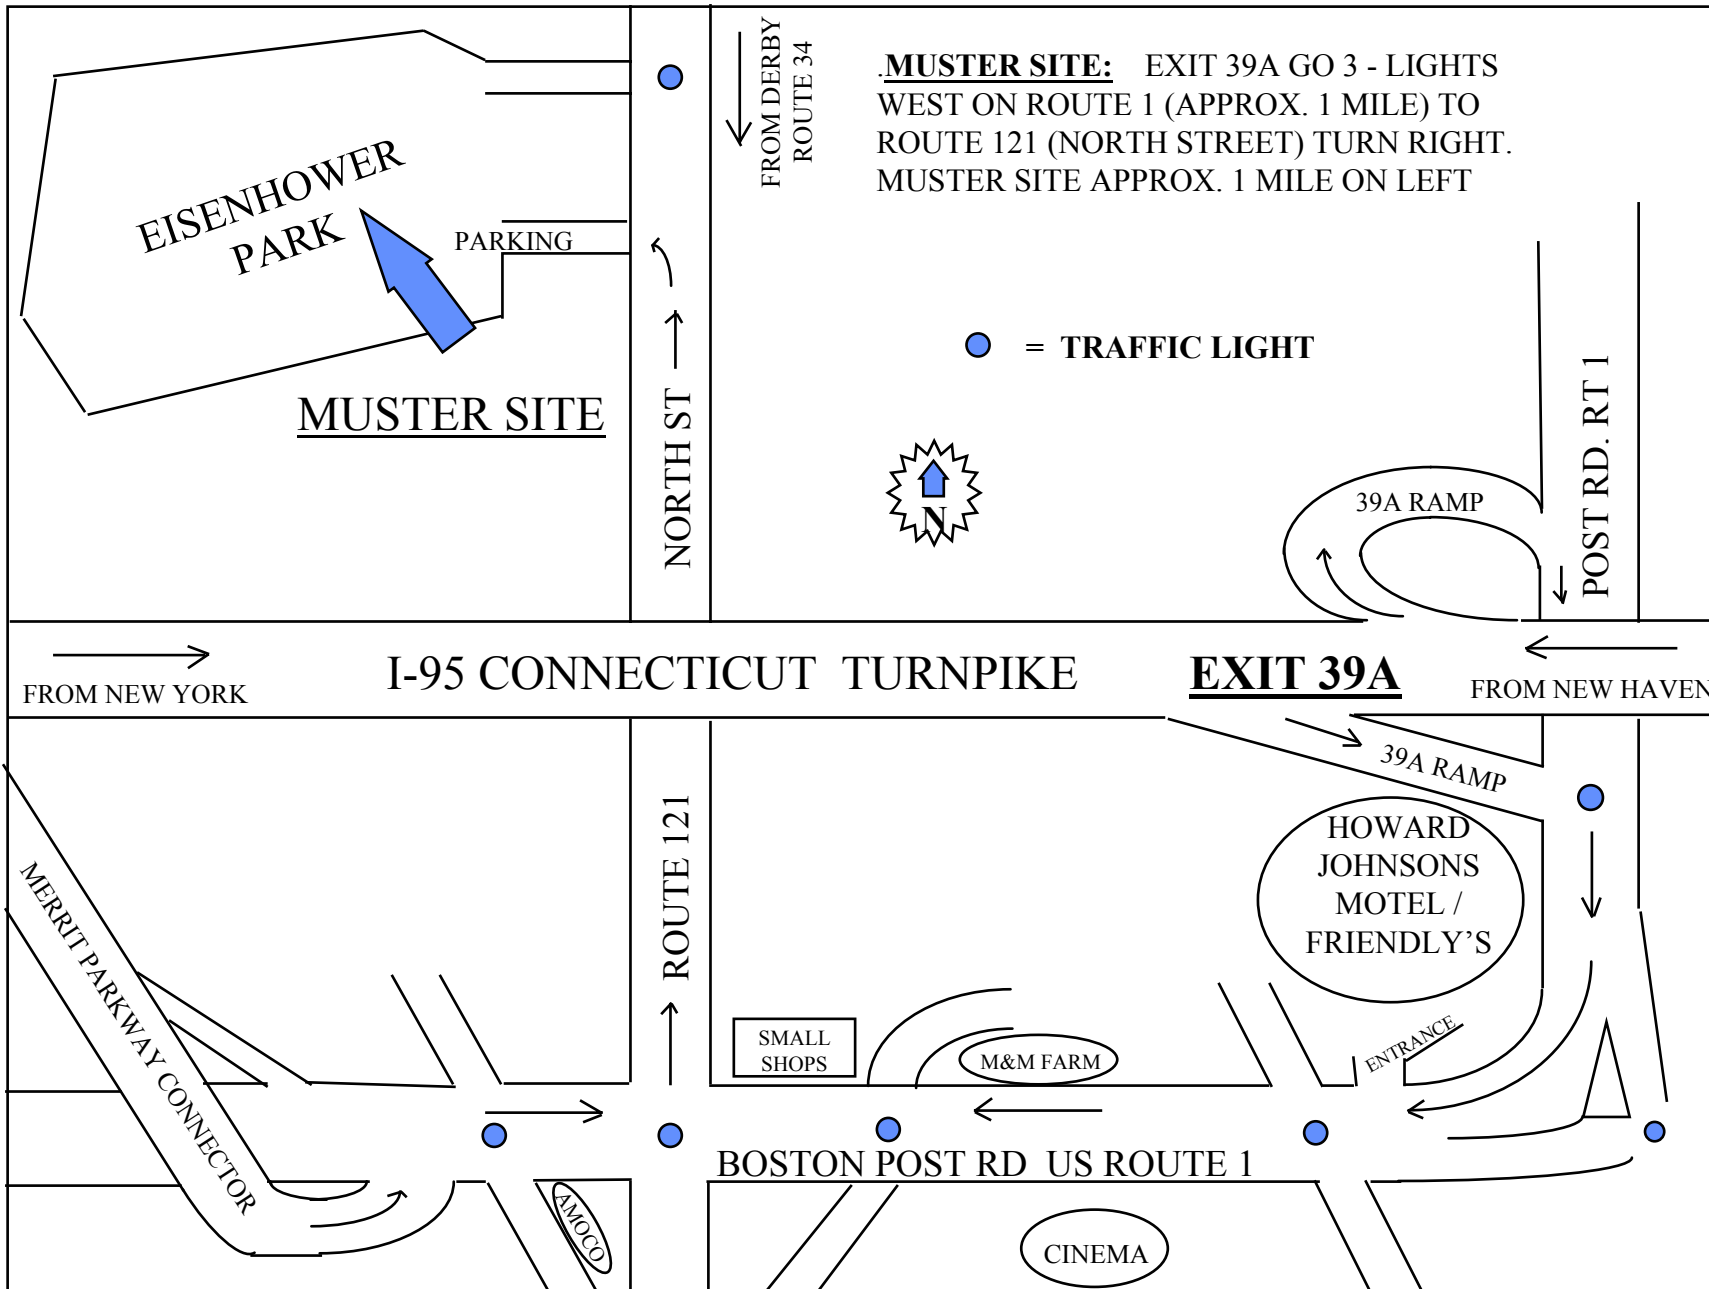 .MUSTER SITE: EXIT 39A GO 3 - LIGHTS
WEST ON ROUTE 1 (APPROX. 1 MILE) TO
ROUTE 121 (NORTH STREET) TURN RIGHT.
MUSTER SITE APPROX. 1 MILE ON LEFT
FROM DERBY
ROUTE 34
EISENHOWER
PARK
PARKING
= TRAFFIC LIGHT
MUSTER SITE
NORTH ST
N
39A RAMP
POST RD. RT 1
FROM NEW YORK
I-95 CONNECTICUT TURNPIKE
EXIT 39A
FROM NEW HAVEN
39A RAMP
HOWARD
JOHNSONS
MOTEL /
FRIENDLY’S
ROUTE 121
MERRIT PARKWAY CONNECTOR
SMALL
SHOPS
M&M FARM
ENTRANCE
BOSTON POST RD US ROUTE 1
AMOCO
CINEMA